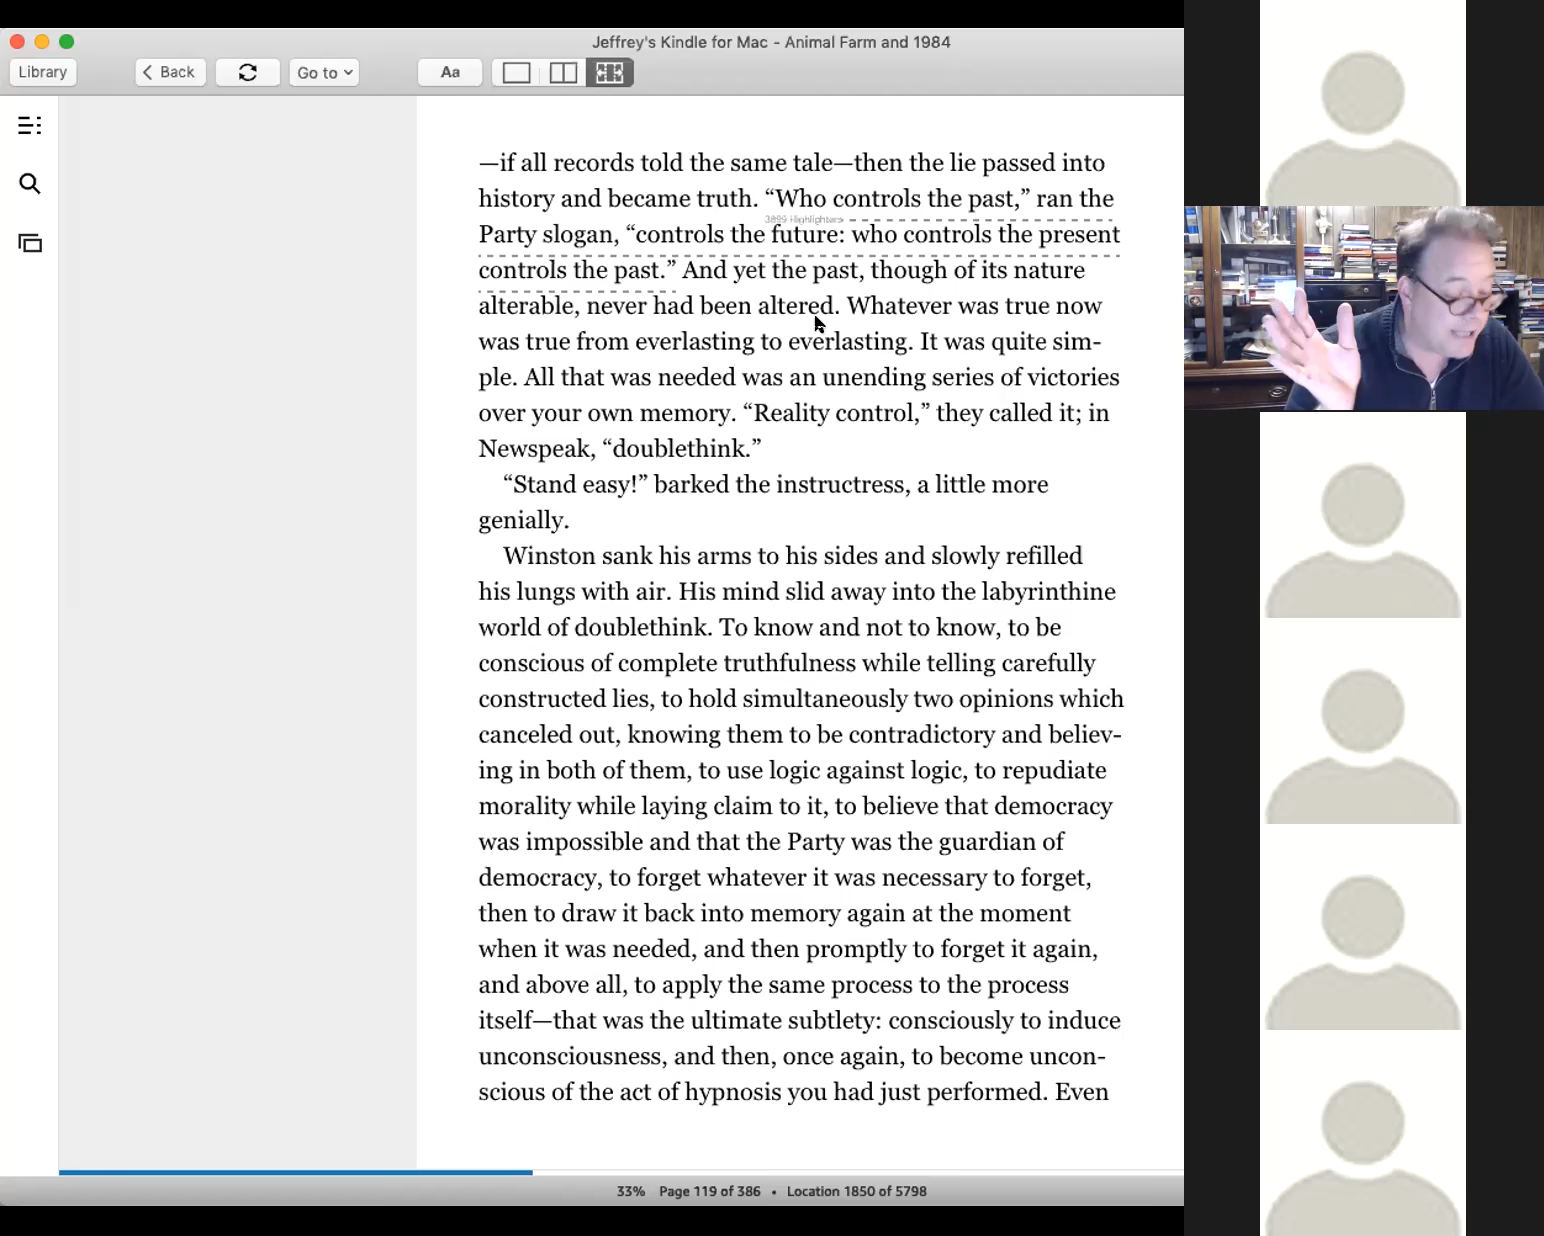 Jeffrey's Kindle for Mac - Animal Farm and 1984
Library
Back
Go to
Aa
—if all records told the same tale—then the lie passed into
history and became truth. “Who controls the past,” ran the
3899 Highlighters
Party slogan, “controls the future: who controls the present
controls the past.” And yet the past, though of its nature
alterable, never had been altered. Whatever was true now
was true from everlasting to everlasting. It was quite sim-
ple. All that was needed was an unending series of victories
over your own memory. “Reality control,” they called it; in
Newspeak, “doublethink.”
“Stand easy!” barked the instructress, a little more
genially.
Winston sank his arms to his sides and slowly refilled
his lungs with air. His mind slid away into the labyrinthine
world of doublethink. To know and not to know, to be
conscious of complete truthfulness while telling carefully
constructed lies, to hold simultaneously two opinions which
canceled out, knowing them to be contradictory and believ-
ing in both of them, to use logic against logic, to repudiate
morality while laying claim to it, to believe that democracy
was impossible and that the Party was the guardian of
democracy, to forget whatever it was necessary to forget,
then to draw it back into memory again at the moment
when it was needed, and then promptly to forget it again,
and above all, to apply the same process to the process
itself—that was the ultimate subtlety: consciously to induce
unconsciousness, and then, once again, to become uncon-
scious of the act of hypnosis you had just performed. Even
33% Page 119 of 386 • Location 1850 of 5798